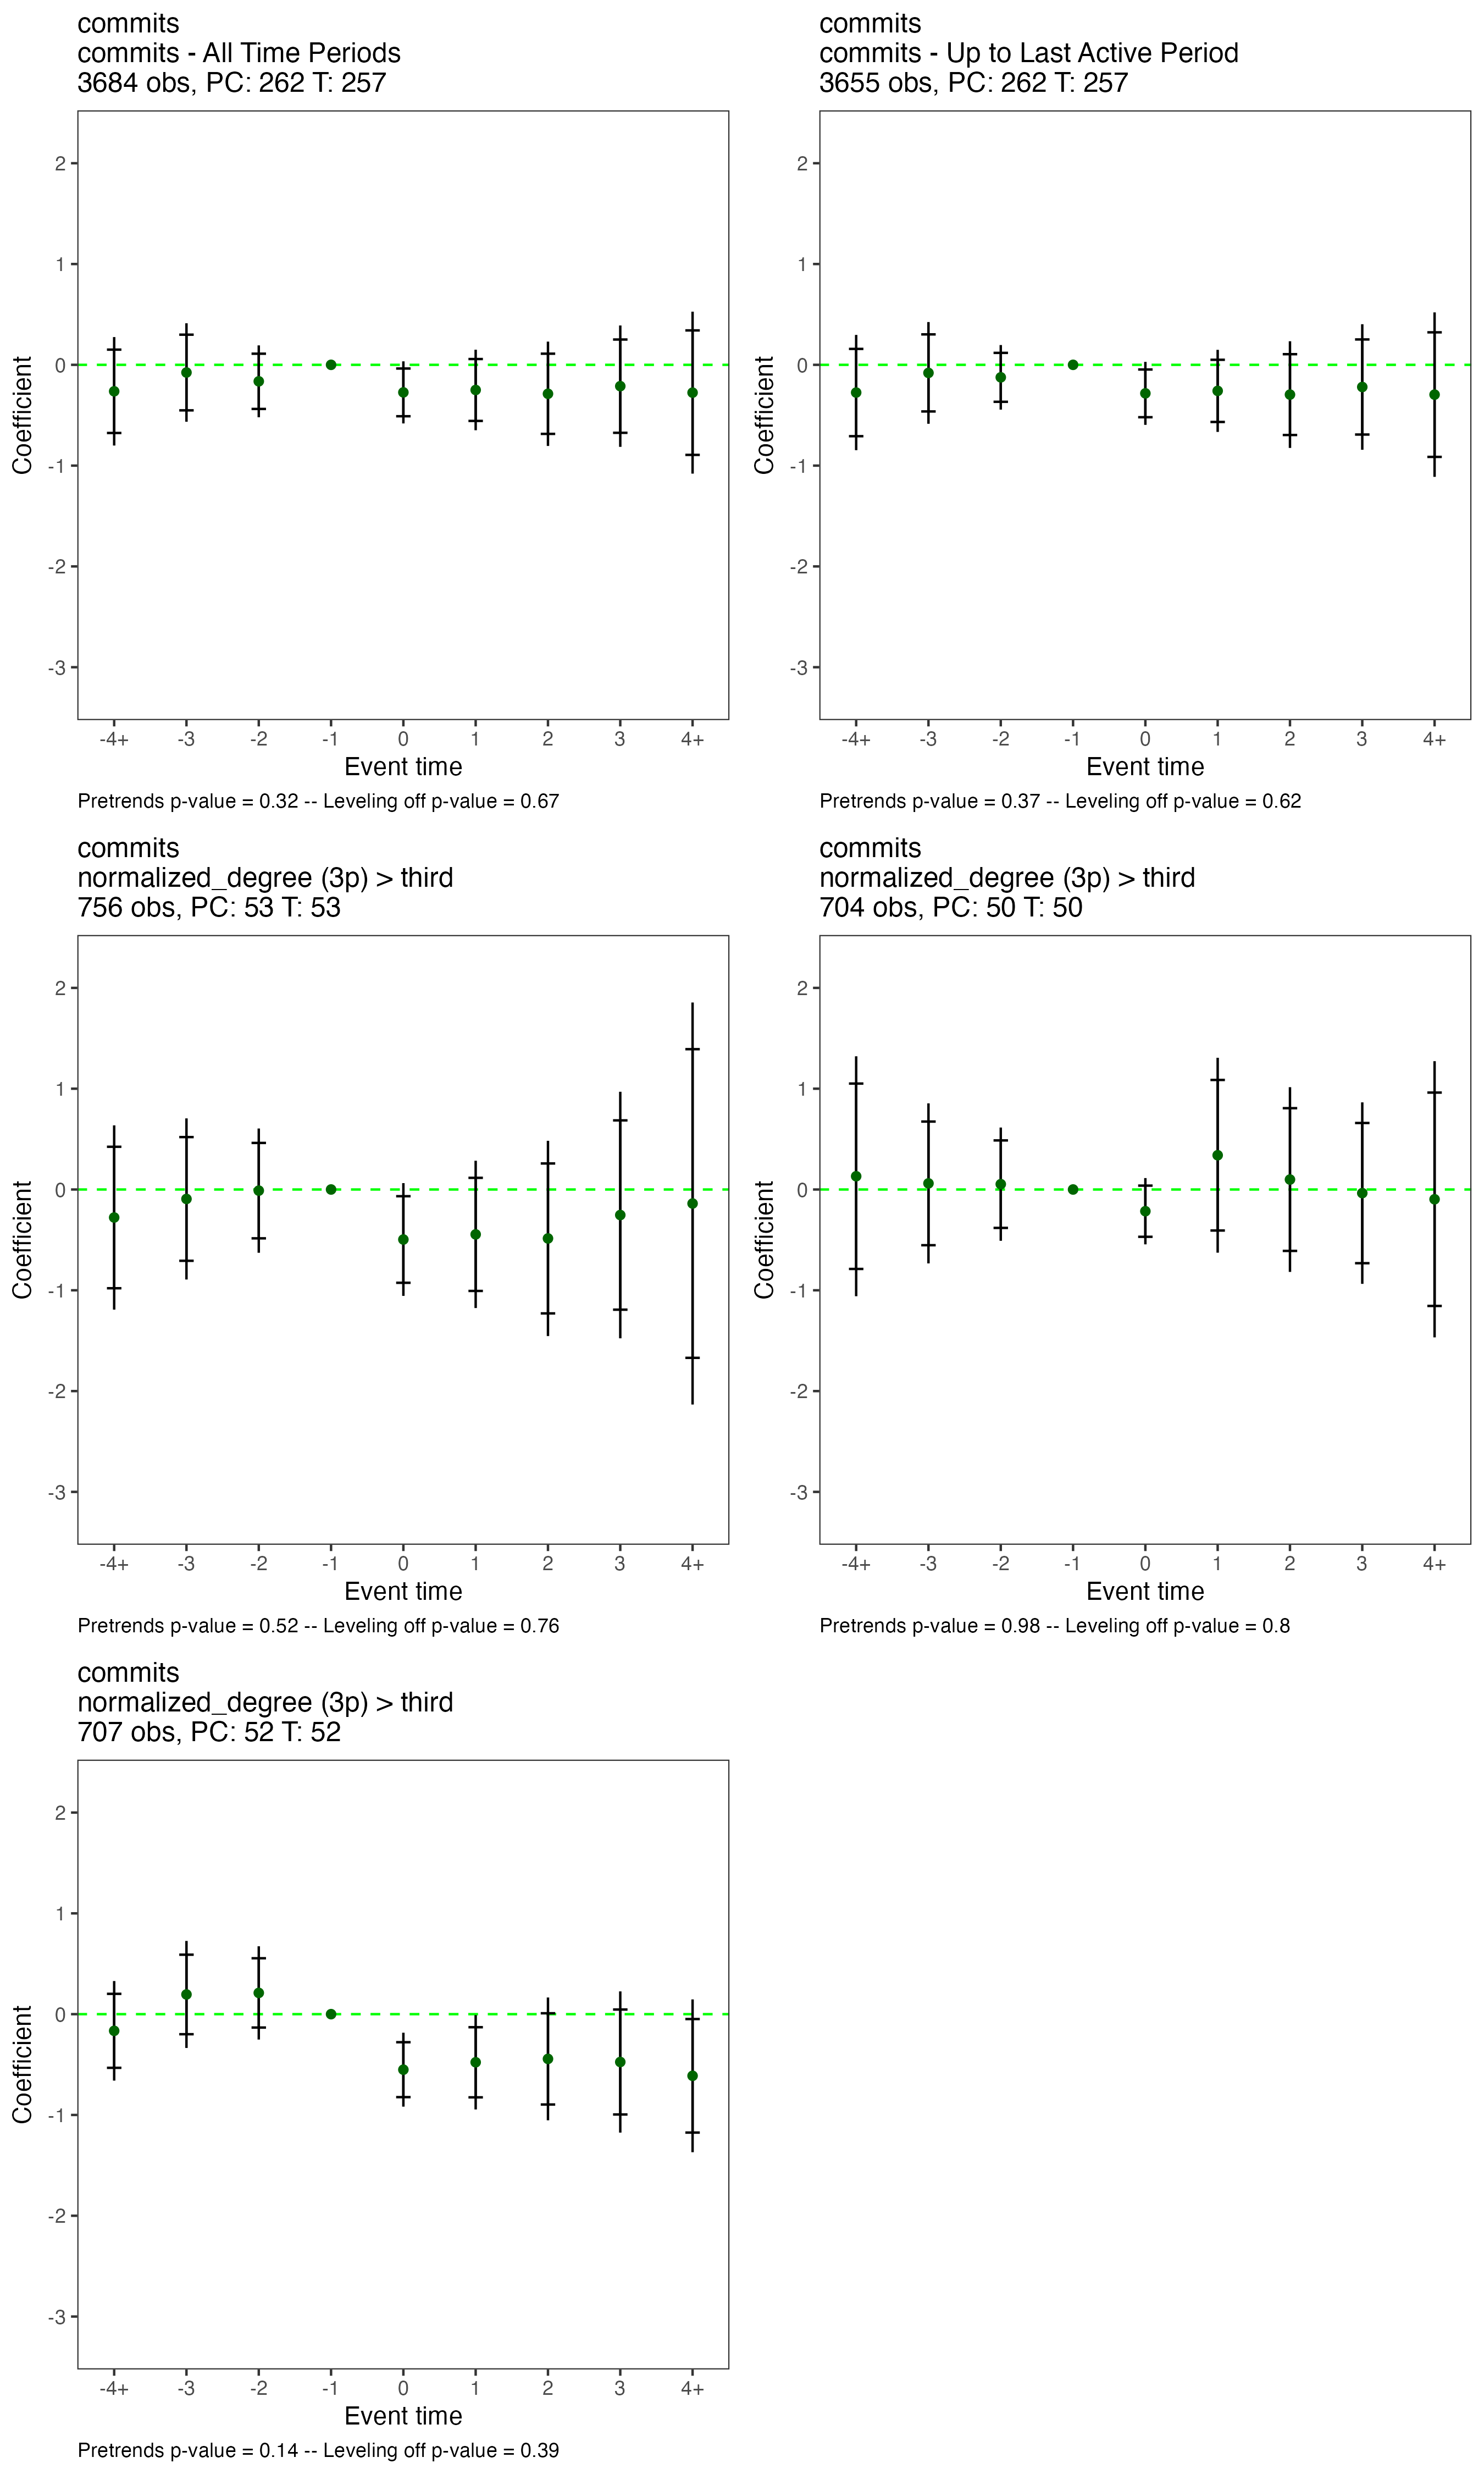 commits
commits - All Time Periods
3684 obs, PC: 262 T: 257
2
1
0
-1
-2
-3
Coefficient
-4+ -3 -2 -1 0 1 2 3 4+
Event time
Pretrends p-value = 0.32 -- Leveling off p-value = 0.67
commits
commits - Up to Last Active Period
3655 obs, PC: 262 T: 257
2
1
0
-1
-2
-3
Coefficient
-4+ -3 -2 -1 0 1 2 3 4+
Event time
Pretrends p-value = 0.37 -- Leveling off p-value = 0.62
commits
normalized_degree (3p) > third
756 obs, PC: 53 T: 53
2
1
0
-1
-2
-3
Coefficient
-4+ -3 -2 -1 0 1 2 3 4+
Event time
Pretrends p-value = 0.52 -- Leveling off p-value = 0.76
commits
normalized_degree (3p) > third
704 obs, PC: 50 T: 50
2
1
0
-1
-2
-3
Coefficient
-4+ -3 -2 -1 0 1 2 3 4+
Event time
Pretrends p-value = 0.98 -- Leveling off p-value = 0.8
commits
normalized_degree (3p) > third
707 obs, PC: 52 T: 52
2
1
0
-1
-2
-3
Coefficient
-4+ -3 -2 -1 0 1 2 3 4+
Event time
Pretrends p-value = 0.14 -- Leveling off p-value = 0.39